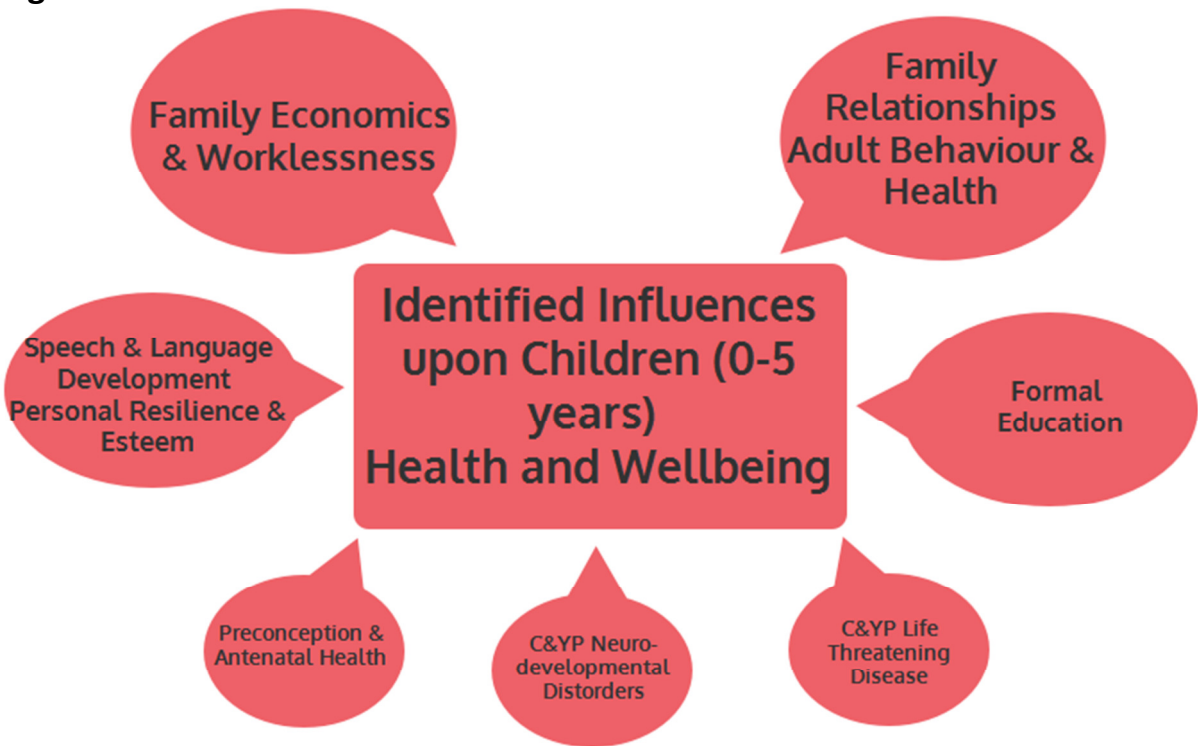 Family Economics
& Worklessness
Family
Relationships
Adult Behaviour &
Health
Identified Influences
upon Children (0-5
years)
Health and Wellbeing
Speech & Language
Development
Personal Resilience &
Esteem
Formal
Education
Preconception &
Antenatal Health
C&YP Neuro-
developmental
Distorders
C&YP Life
Threatening
Disease